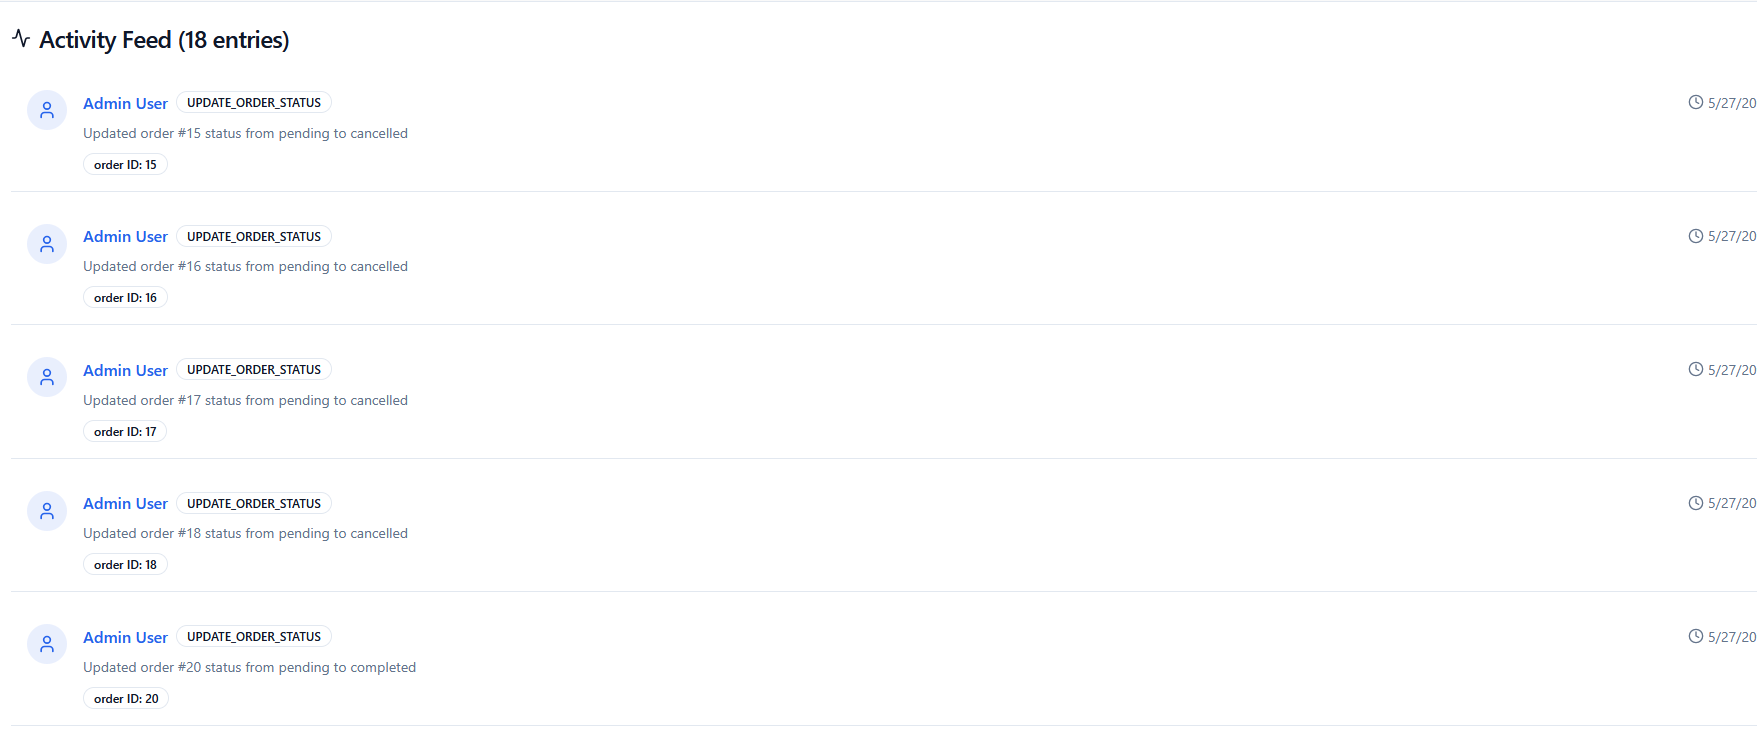 Activity Feed (18 entries)
Admin User UPDATE_ORDER_STATUS 5/27/20
Updated order #15 status from pending to cancelled
order ID: 15
Admin User UPDATE_ORDER_STATUS 5/27/20
Updated order #16 status from pending to cancelled
order ID: 16
Admin User UPDATE_ORDER_STATUS 5/27/20
Updated order #17 status from pending to cancelled
order ID: 17
Admin User UPDATE_ORDER_STATUS 5/27/20
Updated order #18 status from pending to cancelled
order ID: 18
Admin User UPDATE_ORDER_STATUS 5/27/20
Updated order #20 status from pending to completed
order ID: 20